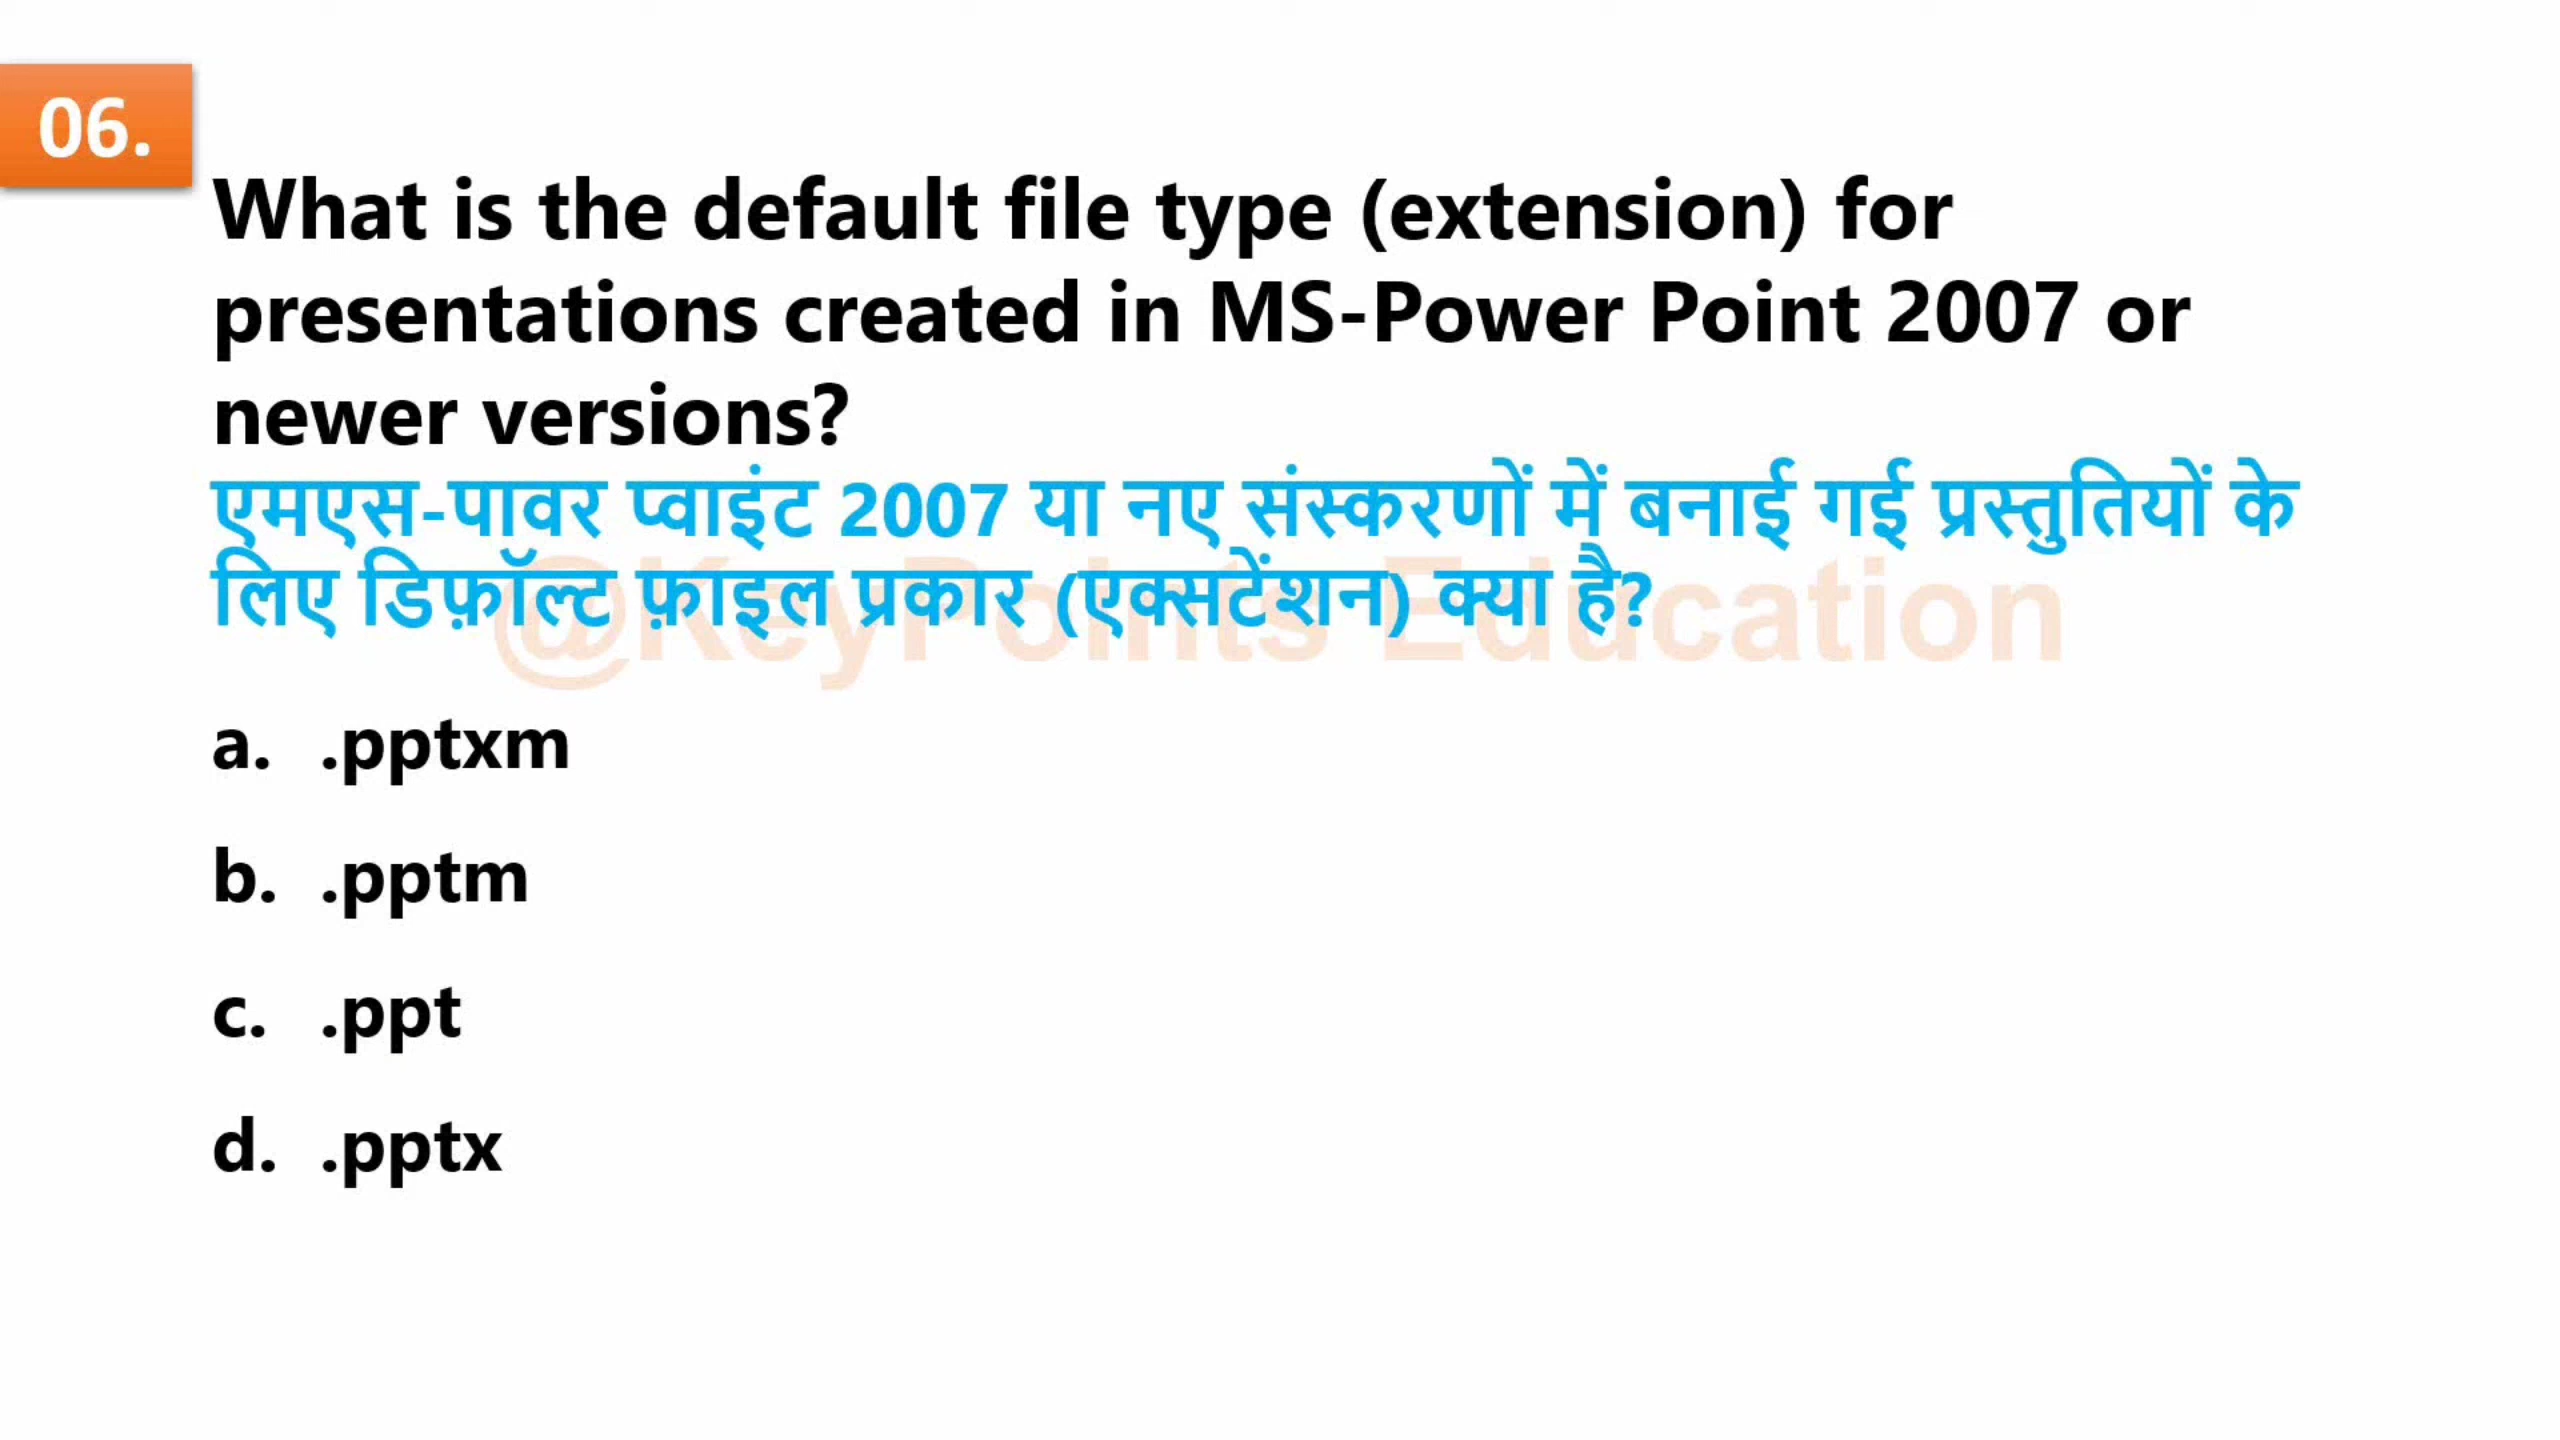 06.
What is the default file type (extension) for
presentations created in MS-Power Point 2007 or
newer versions?
एमएस-पावर प्वाइंट 2007 या नए संस्करणों में बनाई गई प्रस्तुतियों के
लिए डिफ़ॉल्ट फ़ाइल प्रकार (एक्सटेंशन) क्या है?
@KeyPoints Education
a. .pptxm
b. .pptm
c. .ppt
d. .pptx